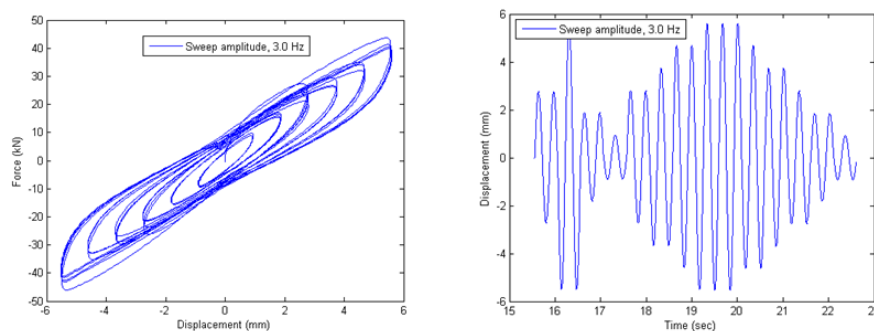 Sweep amplitude, 3.0 Hz
Force (kN)
50
40
30
20
10
0
-10
-20
-30
-40
-50
-6 -4 -2 0 2 4 6
Displacement (mm)
Sweep amplitude, 3.0 Hz
Displacement (mm)
6
4
2
0
-2
-4
-6
15 16 17 18 19 20 21 22
Time (sec)